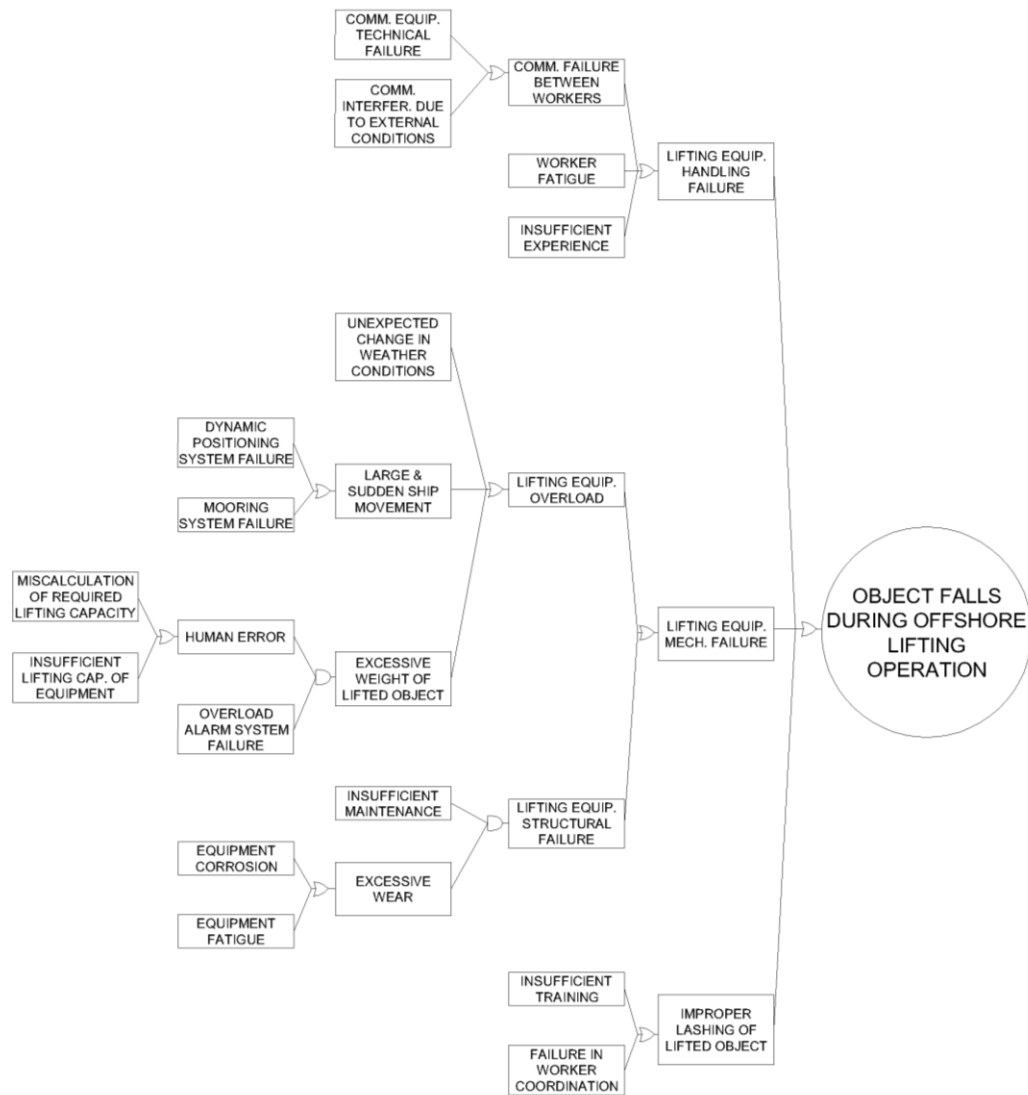 COMM. EQUIP.
TECHNICAL
FAILURE
COMM.
INTERFER. DUE
TO EXTERNAL
CONDITIONS
COMM. FAILURE
BETWEEN
WORKERS
WORKER
FATIGUE
INSUFFICIENT
EXPERIENCE
LIFTING EQUIP.
HANDLING
FAILURE
UNEXPECTED
CHANGE IN
WEATHER
CONDITIONS
DYNAMIC
POSITIONING
SYSTEM FAILURE
MOORING
SYSTEM FAILURE
LARGE &
SUDDEN SHIP
MOVEMENT
LIFTING EQUIP.
OVERLOAD
MISCALCULATION
OF REQUIRED
LIFTING CAPACITY
INSUFFICIENT
LIFTING CAP. OF
EQUIPMENT
HUMAN ERROR
OVERLOAD
ALARM SYSTEM
FAILURE
EXCESSIVE
WEIGHT OF
LIFTED OBJECT
LIFTING EQUIP.
MECH. FAILURE
OBJECT FALLS
DURING OFFSHORE
LIFTING
OPERATION
INSUFFICIENT
MAINTENANCE
LIFTING EQUIP.
STRUCTURAL
FAILURE
EQUIPMENT
CORROSION
EQUIPMENT
FATIGUE
EXCESSIVE
WEAR
INSUFFICIENT
TRAINING
FAILURE IN
WORKER
COORDINATION
IMPROPER
LASHING OF
LIFTED OBJECT